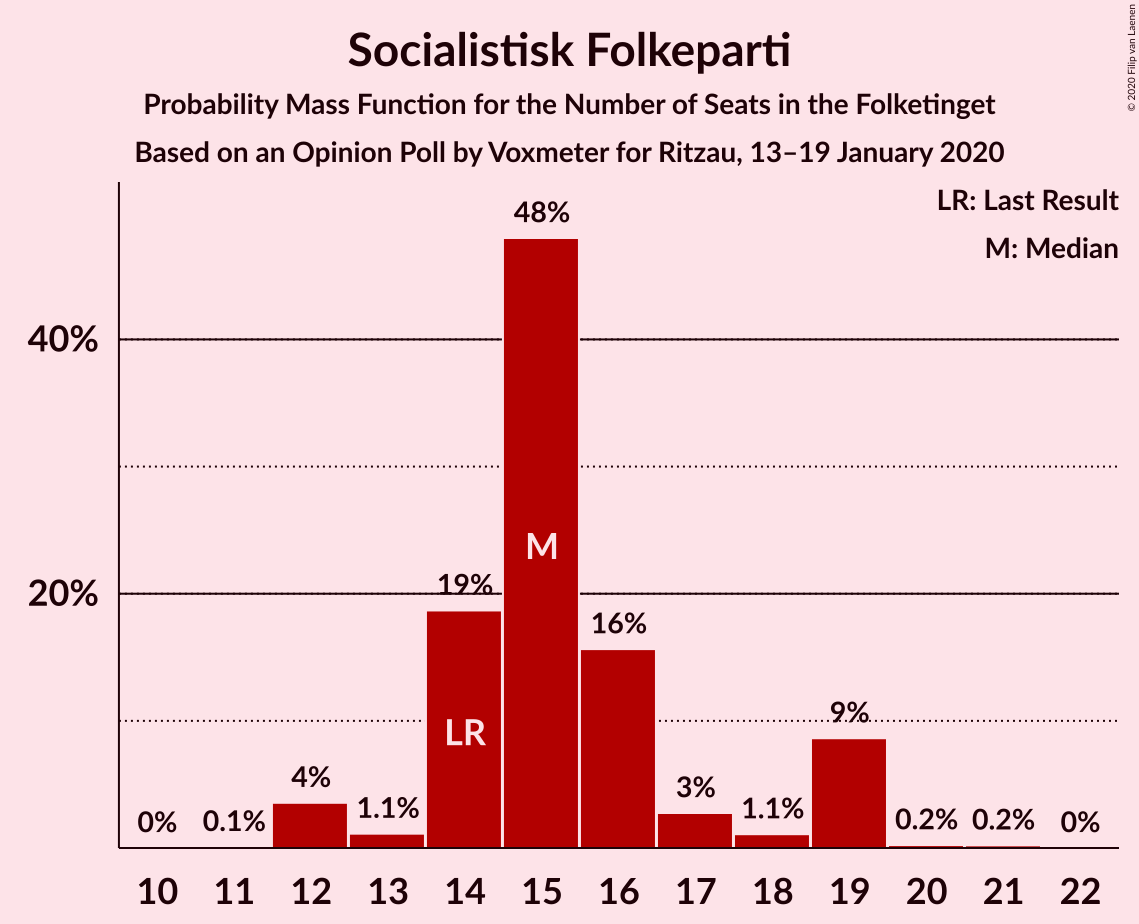 Socialistisk Folkeparti
Probability Mass Function for the Number of Seats in the Folketinget
Based on an Opinion Poll by Voxmeter for Ritzau, 13–19 January 2020
© 2020 Filip van Laenen
LR: Last Result
M: Median
48%
40%
M
19%
20%
16%
LR
9%
4%
3%
1.1%
1.1%
0%
0.1%
0.2%
0.2%
0%
10 11 12 13 14 15 16 17 18 19 20 21 22